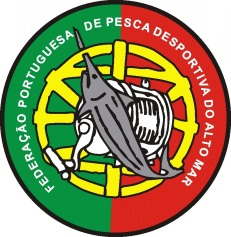 FEDERAÇÃO PORTUGUESA DE PESCA DESPORTIVA DO ALTO MAR